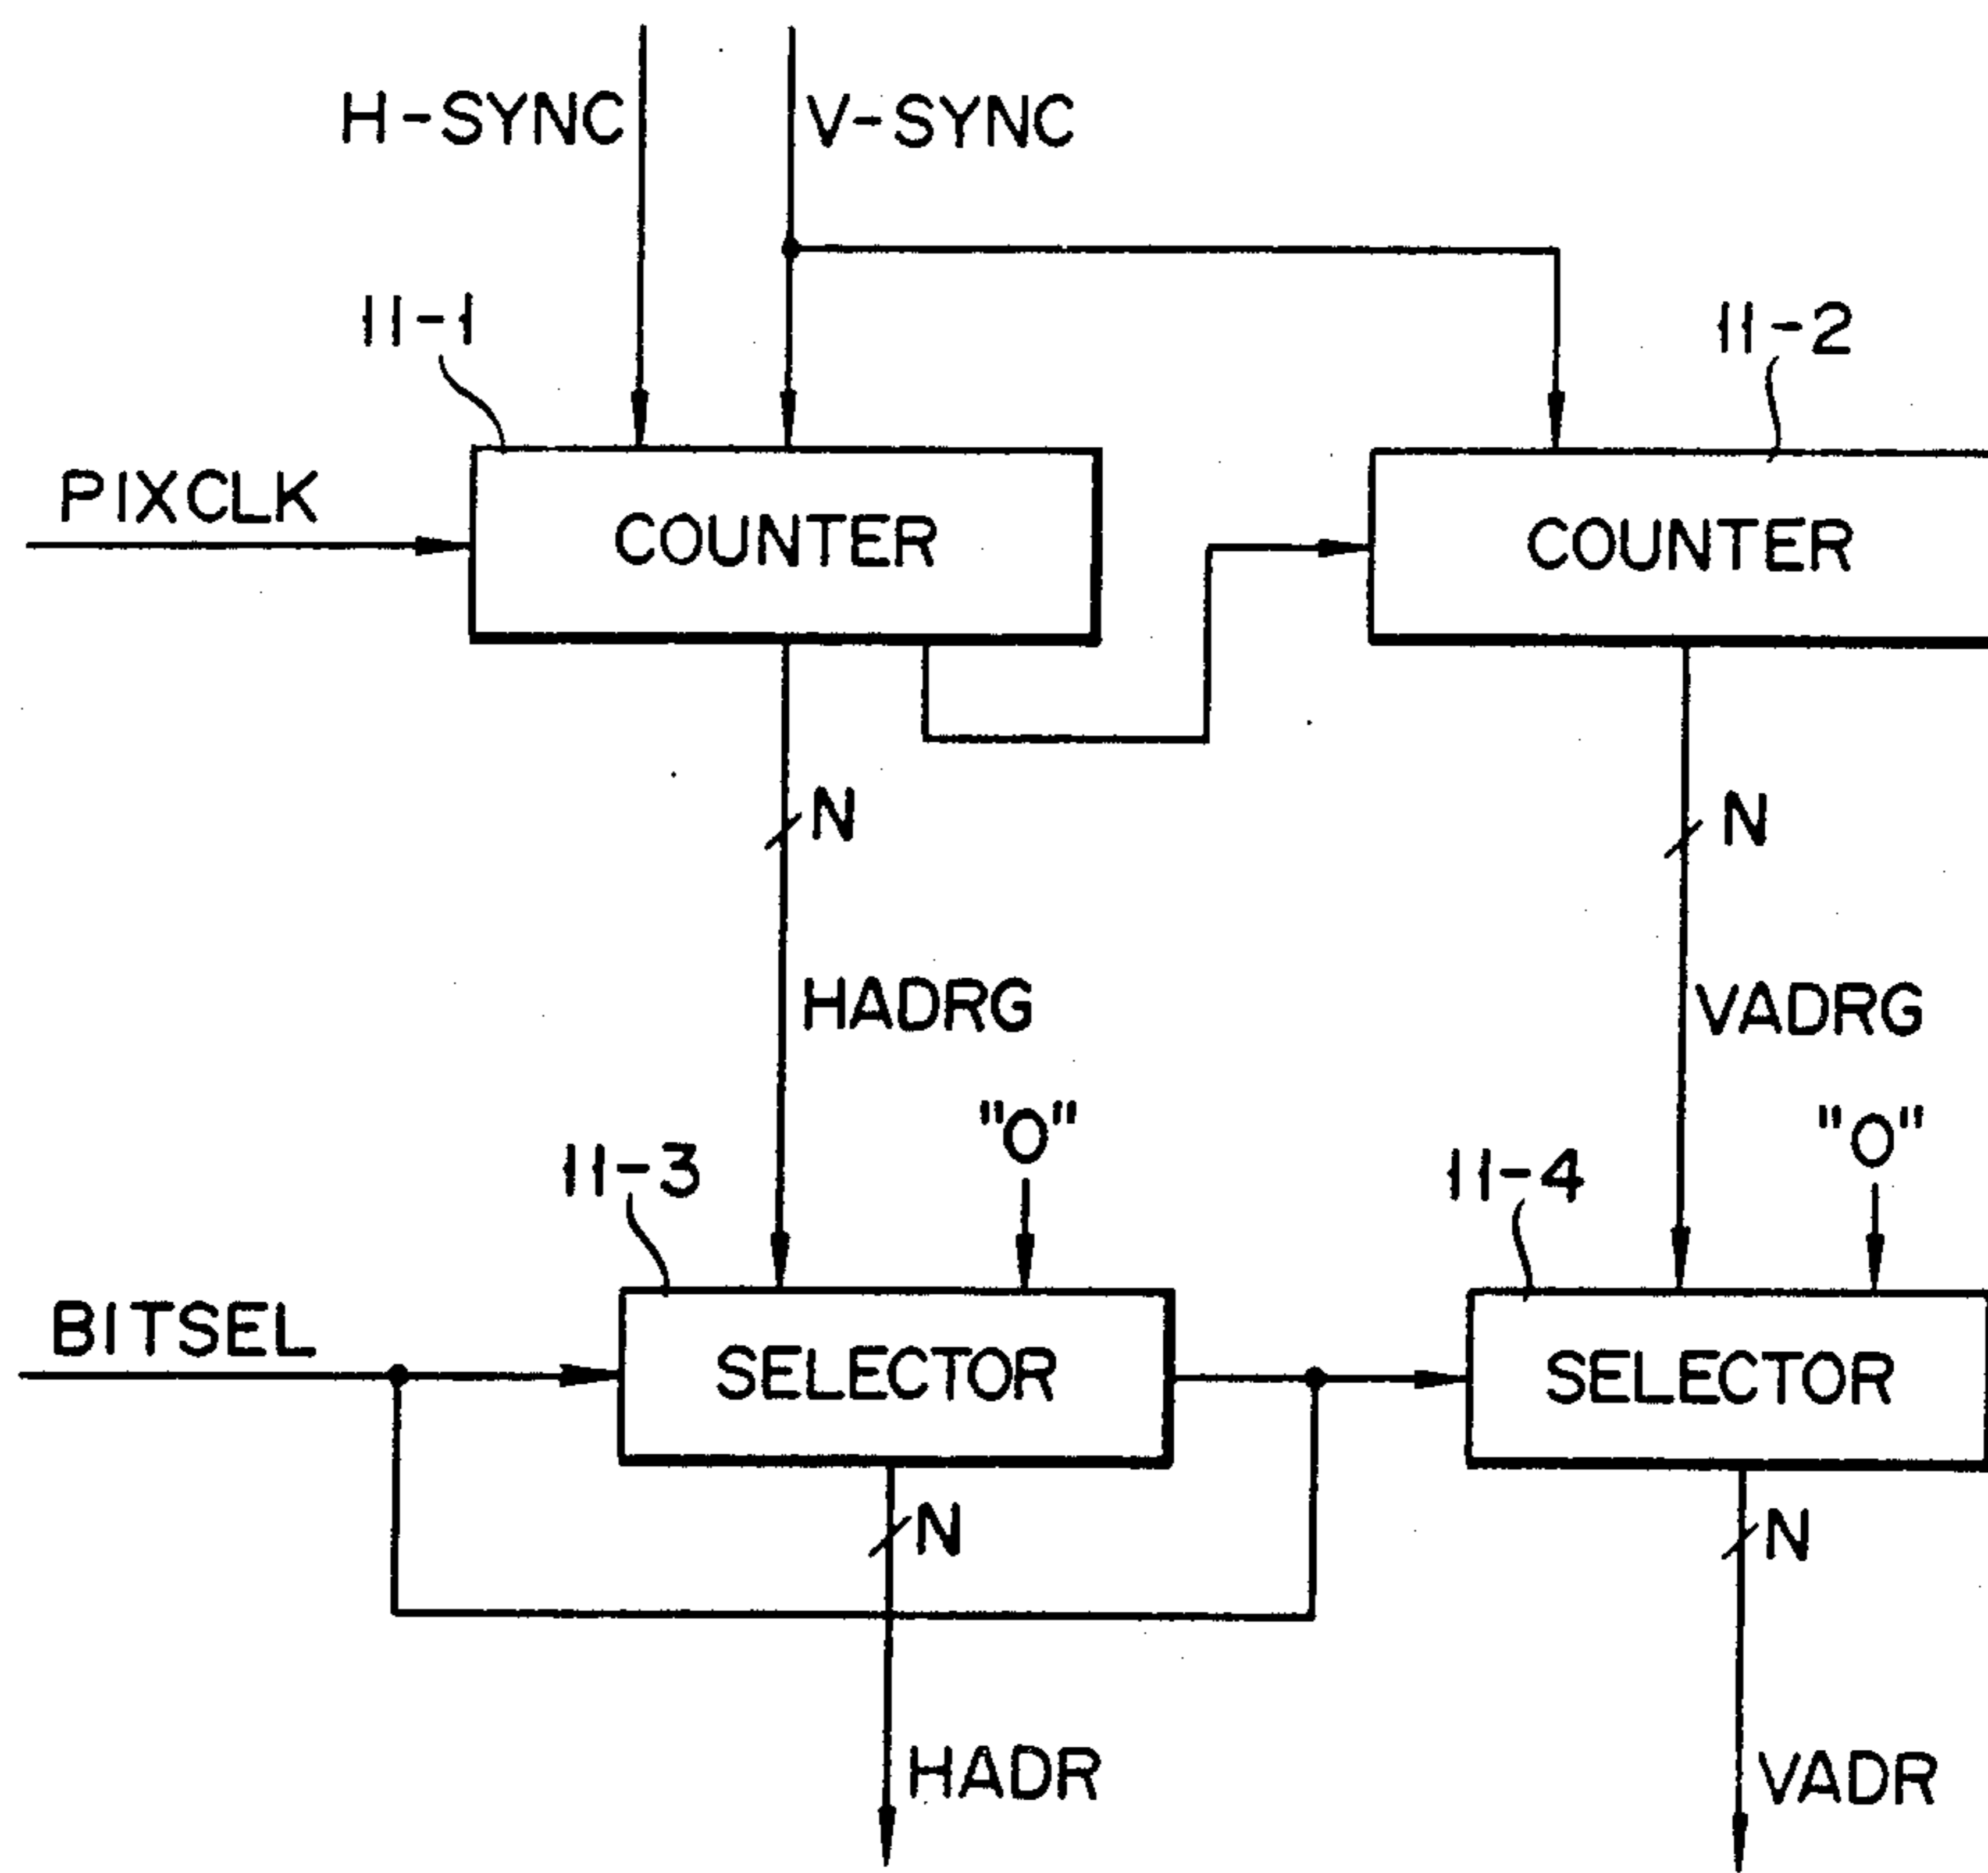 H-SYNC V-SYNC
11-1 11-2
PIXCLK
COUNTER COUNTER
N N
HADRG VADRG
"0" "0"
11-3 11-4
BITSEL
SELECTOR SELECTOR
N N
HADR VADR